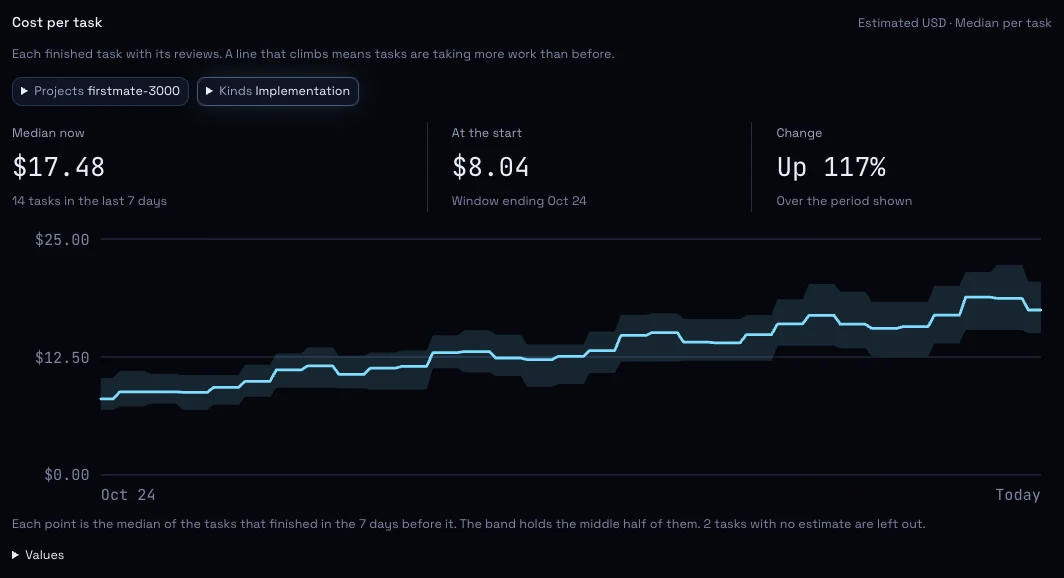 Cost per task
Estimated USD · Median per task
Each finished task with its reviews. A line that climbs means tasks are taking more work than before.
▶ Projects firstmate-3000
▶ Kinds Implementation
Median now
$17.48
14 tasks in the last 7 days
At the start
$8.04
Window ending Oct 24
Change
Up 117%
Over the period shown
$25.00
$12.50
$0.00
Oct 24
Today
Each point is the median of the tasks that finished in the 7 days before it. The band holds the middle half of them. 2 tasks with no estimate are left out.
▶ Values